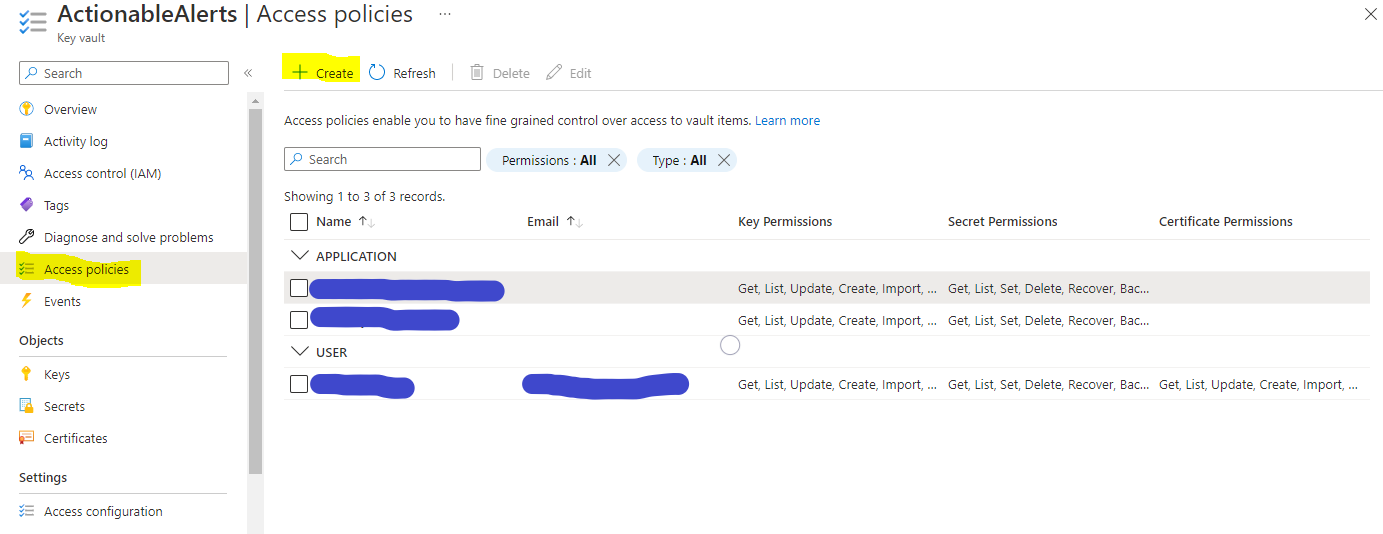 ActionableAlerts | Access policies ...
Key vault
Search «
Overview
Activity log
Access control (IAM)
Tags
Diagnose and solve problems
Access policies
Events
Objects
Keys
Secrets
Certificates
Settings
Access configuration
+ Create Refresh Delete Edit
Access policies enable you to have fine grained control over access to vault items. Learn more
Search Permissions : All Type : All
Showing 1 to 3 of 3 records.
Name Email Key Permissions Secret Permissions Certificate Permissions
APPLICATION
Get, List, Update, Create, Import, ... Get, List, Set, Delete, Recover, Bac...
Get, List, Update, Create, Import, ... Get, List, Set, Delete, Recover, Bac...
USER
Get, List, Update, Create, Import, ... Get, List, Set, Delete, Recover, Bac... Get, List, Update, Create, Import, ...